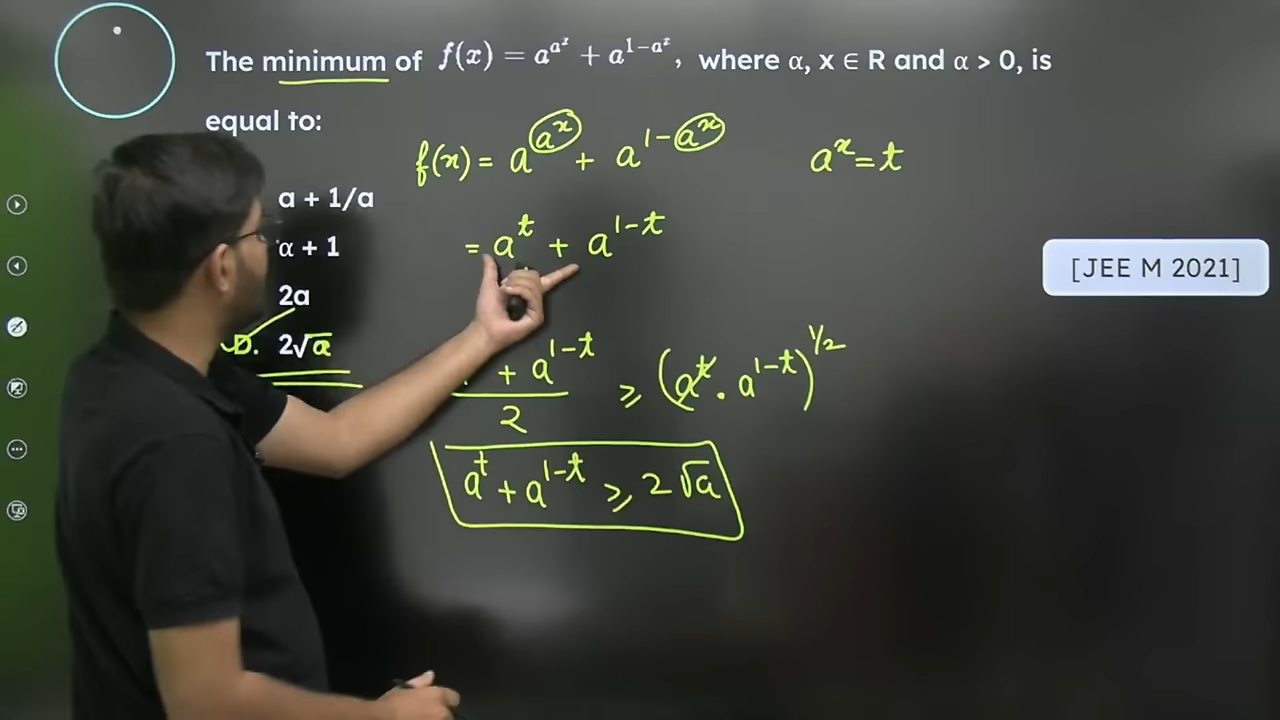 The minimum of f(x) = a^{a^x} + a^{1-a^x}, where α, x ∈ R and α > 0, is
equal to:
f(x) = a^{a^x} + a^{1-a^x}
a^x = t
a + 1/a
= a^t + a^{1-t}
α + 1
[JEE M 2021]
2a
D. 2√a
+ a^{1-t} / 2 ≥ (a^t . a^{1-t})^{1/2}
a^t + a^{1-t} ≥ 2√a